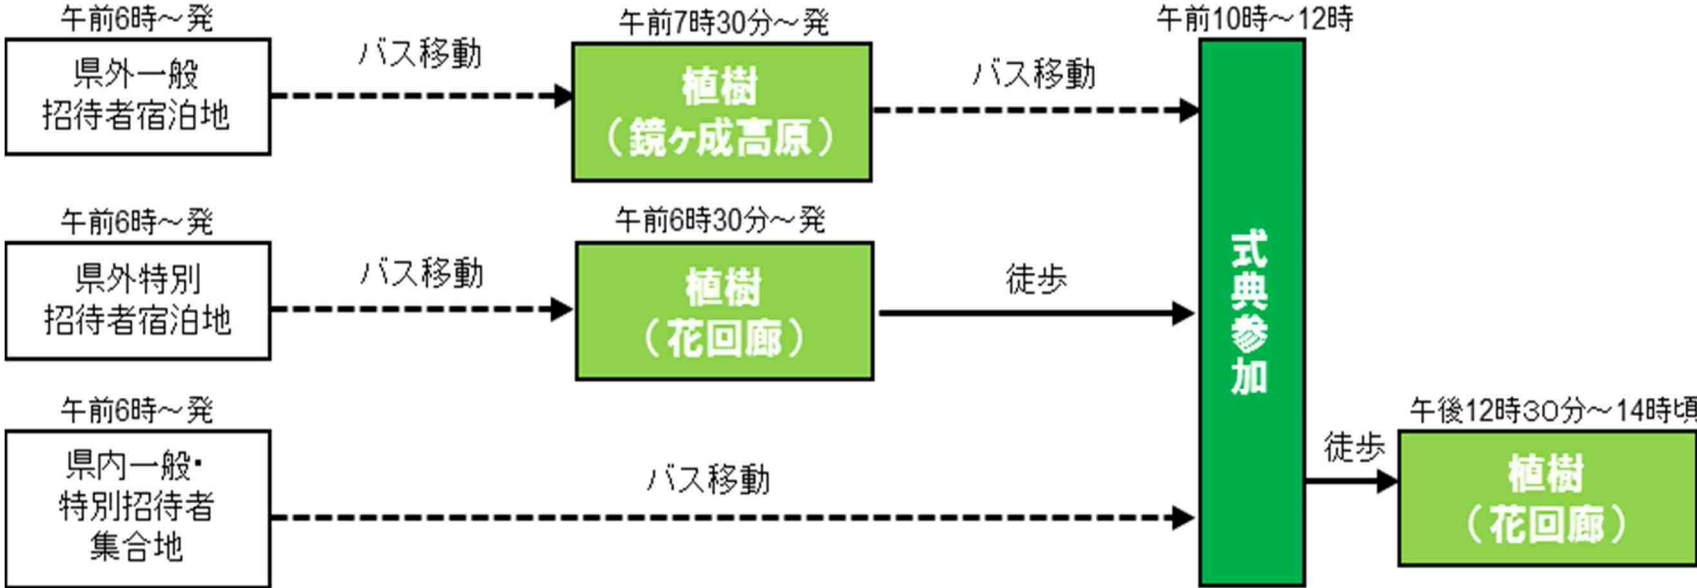 午前6時～発
県外一般
招待者宿泊地
バス移動
午前7時30分～発
植樹
（鏡ヶ成高原）
バス移動
午前10時～12時
式典参加
午前6時～発
県外特別
招待者宿泊地
バス移動
午前6時30分～発
植樹
（花回廊）
徒歩
午前6時～発
県内一般・
特別招待者
集合地
バス移動
徒歩
午後12時30分～14時頃
植樹
（花回廊）